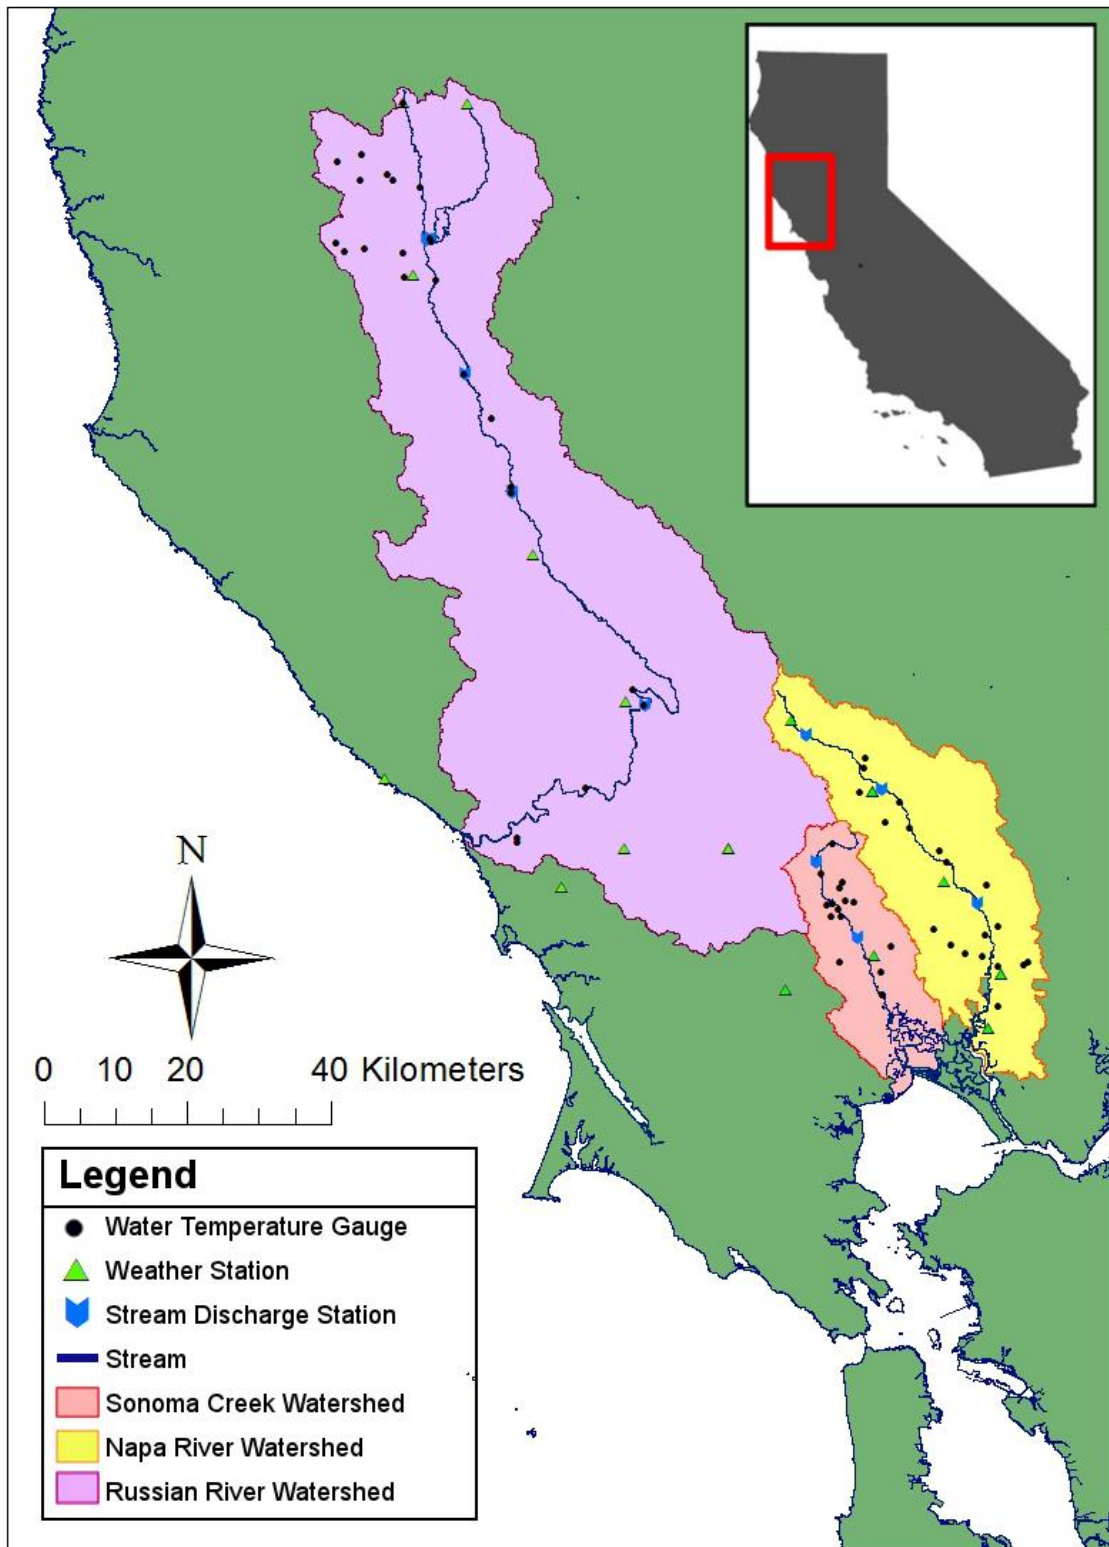 N
0 10 20 40 Kilometers
Legend
Water Temperature Gauge
Weather Station
Stream Discharge Station
Stream
Sonoma Creek Watershed
Napa River Watershed
Russian River Watershed